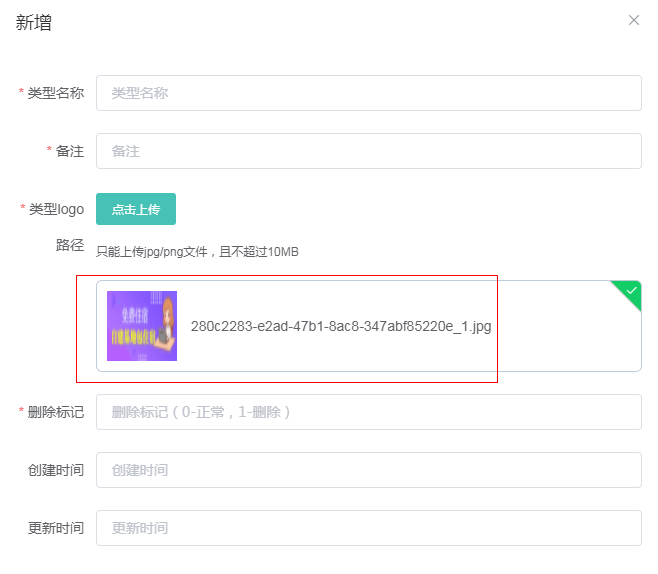 新增
* 类型名称 类型名称
* 备注 备注
* 类型logo 点击上传
路径 只能上传jpg/png文件，且不超过10MB
免费住宿
280c2283-e2ad-47b1-8ac8-347abf85220e_1.jpg
* 删除标记 删除标记（0-正常，1-删除）
创建时间 创建时间
更新时间 更新时间